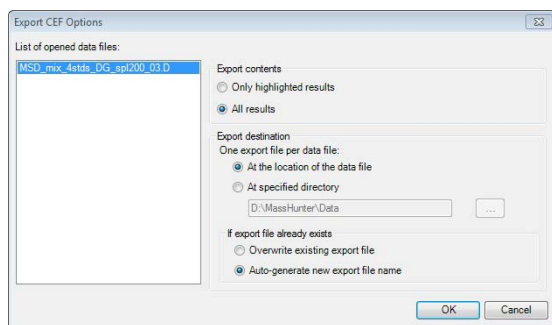 Export CEF Options
List of opened data files:
MSD_mix_4stds_DG_spl200_03.D
Export contents
Only highlighted results
All results
Export destination
One export file per data file:
At the location of the data file
At specified directory
D:\MassHunter\Data
...
If export file already exists
Overwrite existing export file
Auto-generate new export file name
OK
Cancel